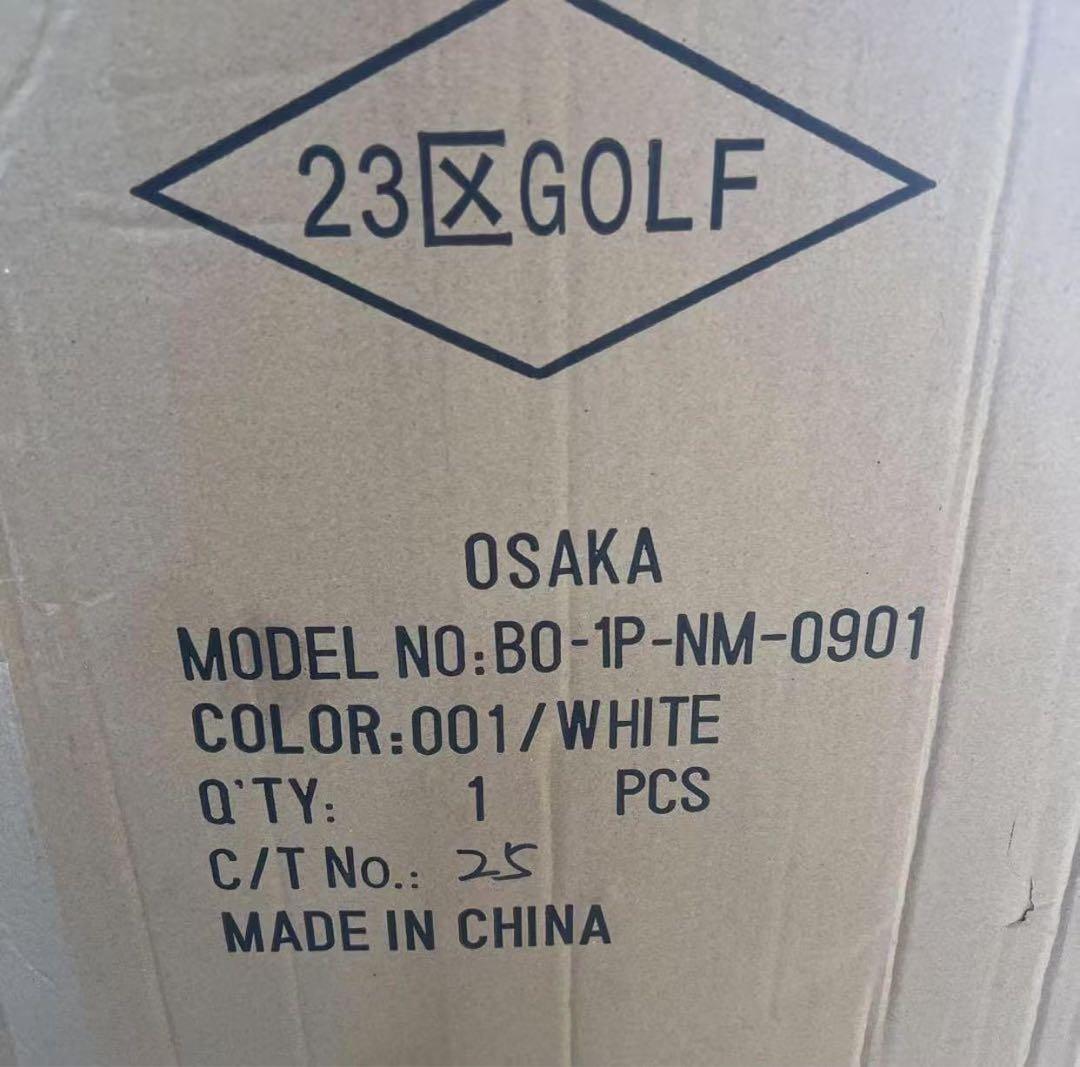 23区GOLF
OSAKA
MODEL NO:BO-1P-NM-0901
COLOR:001/WHITE
Q'TY: 1 PCS
C/T No.: 25
MADE IN CHINA